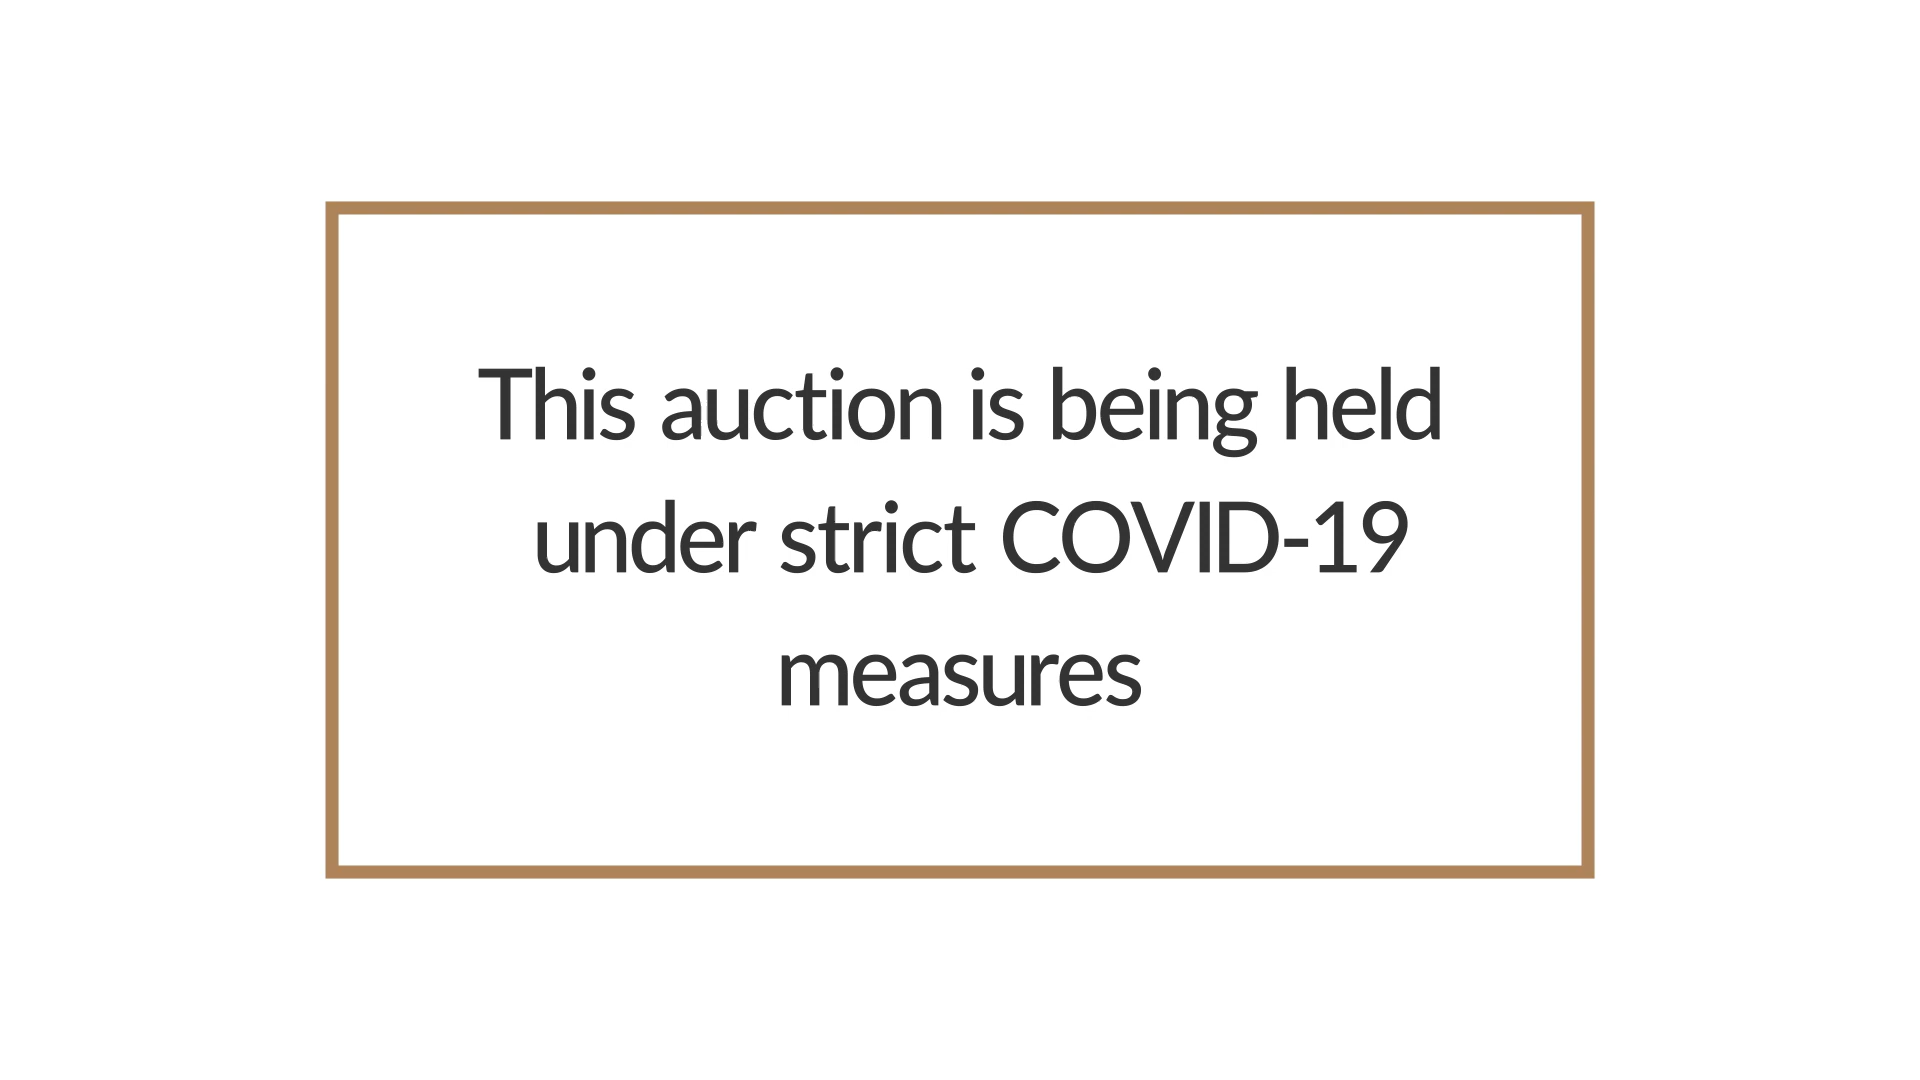 This auction is being held
under strict COVID-19
measures